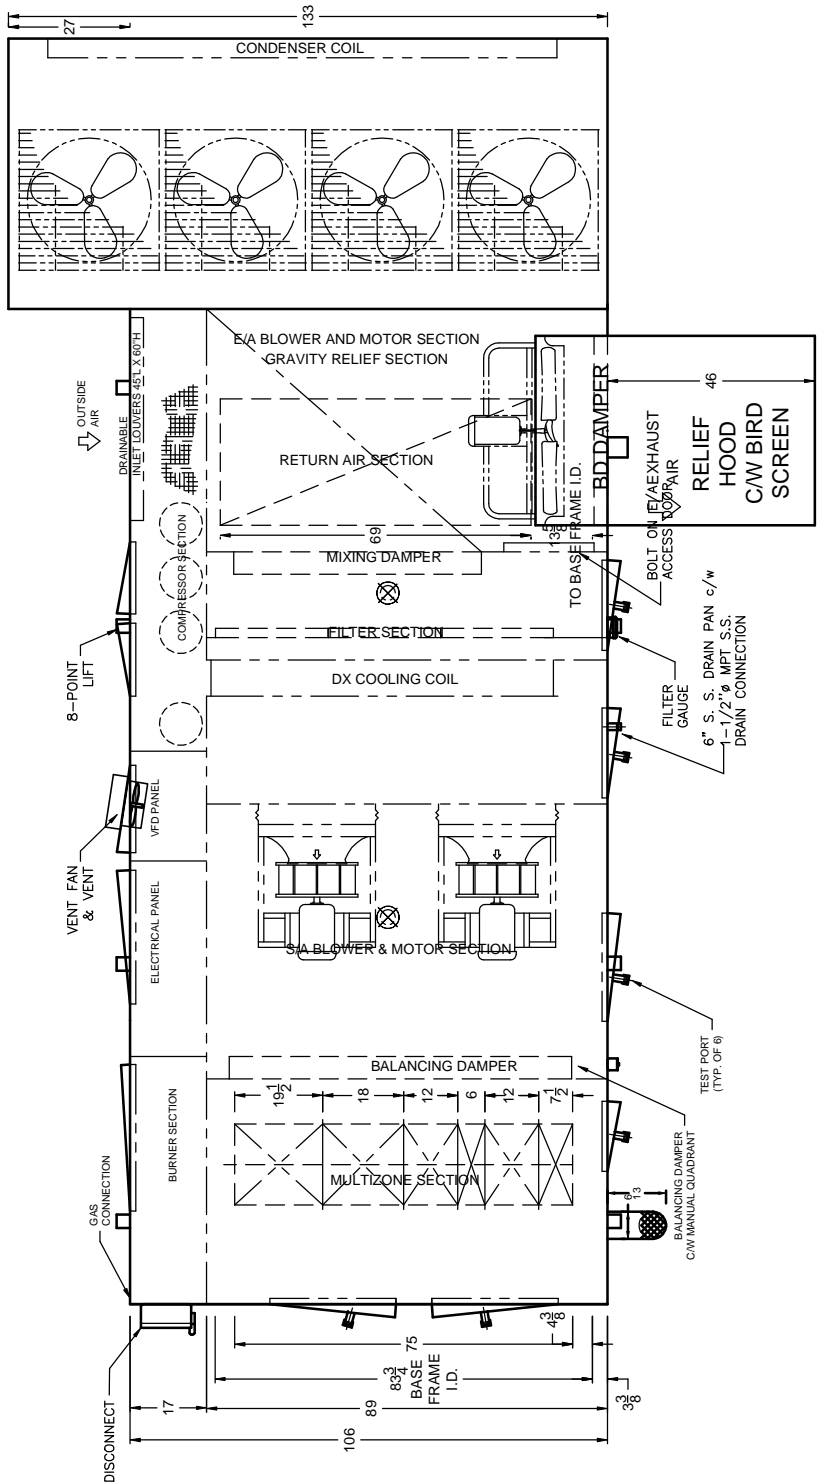 133
27
CONDENSER COIL
OUTSIDE
AIR
DRAINABLE
INLET LOUVERS 45"L X 60"H
E/A BLOWER AND MOTOR SECTION
GRAVITY RELIEF SECTION
RETURN AIR SECTION
BD DAMPER
46
RELIEF
HOOD
C/W BIRD
SCREEN
E/A EXHAUST
AIR
BOLT ON
ACCESS DOOR
69
13 5/8
TO BASE FRAME I.D.
COMPRESSOR SECTION
MIXING DAMPER
FILTER SECTION
DX COOLING COIL
8-POINT
LIFT
FILTER
GAUGE
6" S. S. DRAIN PAN c/w
1-1/2"ø MPT S.S.
DRAIN CONNECTION
VENT FAN
& VENT
VFD PANEL
ELECTRICAL PANEL
S/A BLOWER & MOTOR SECTION
TEST PORT
(TYP. OF 6)
BALANCING DAMPER
19 1/2
18
12
6
12
7 1/2
BURNER SECTION
MULTIZONE SECTION
GAS
CONNECTION
6
13
BALANCING DAMPER
C/W MANUAL QUADRANT
DISCONNECT
75
4 3/8
83 3/4
BASE
FRAME
I.D.
17
89
3 3/8
106